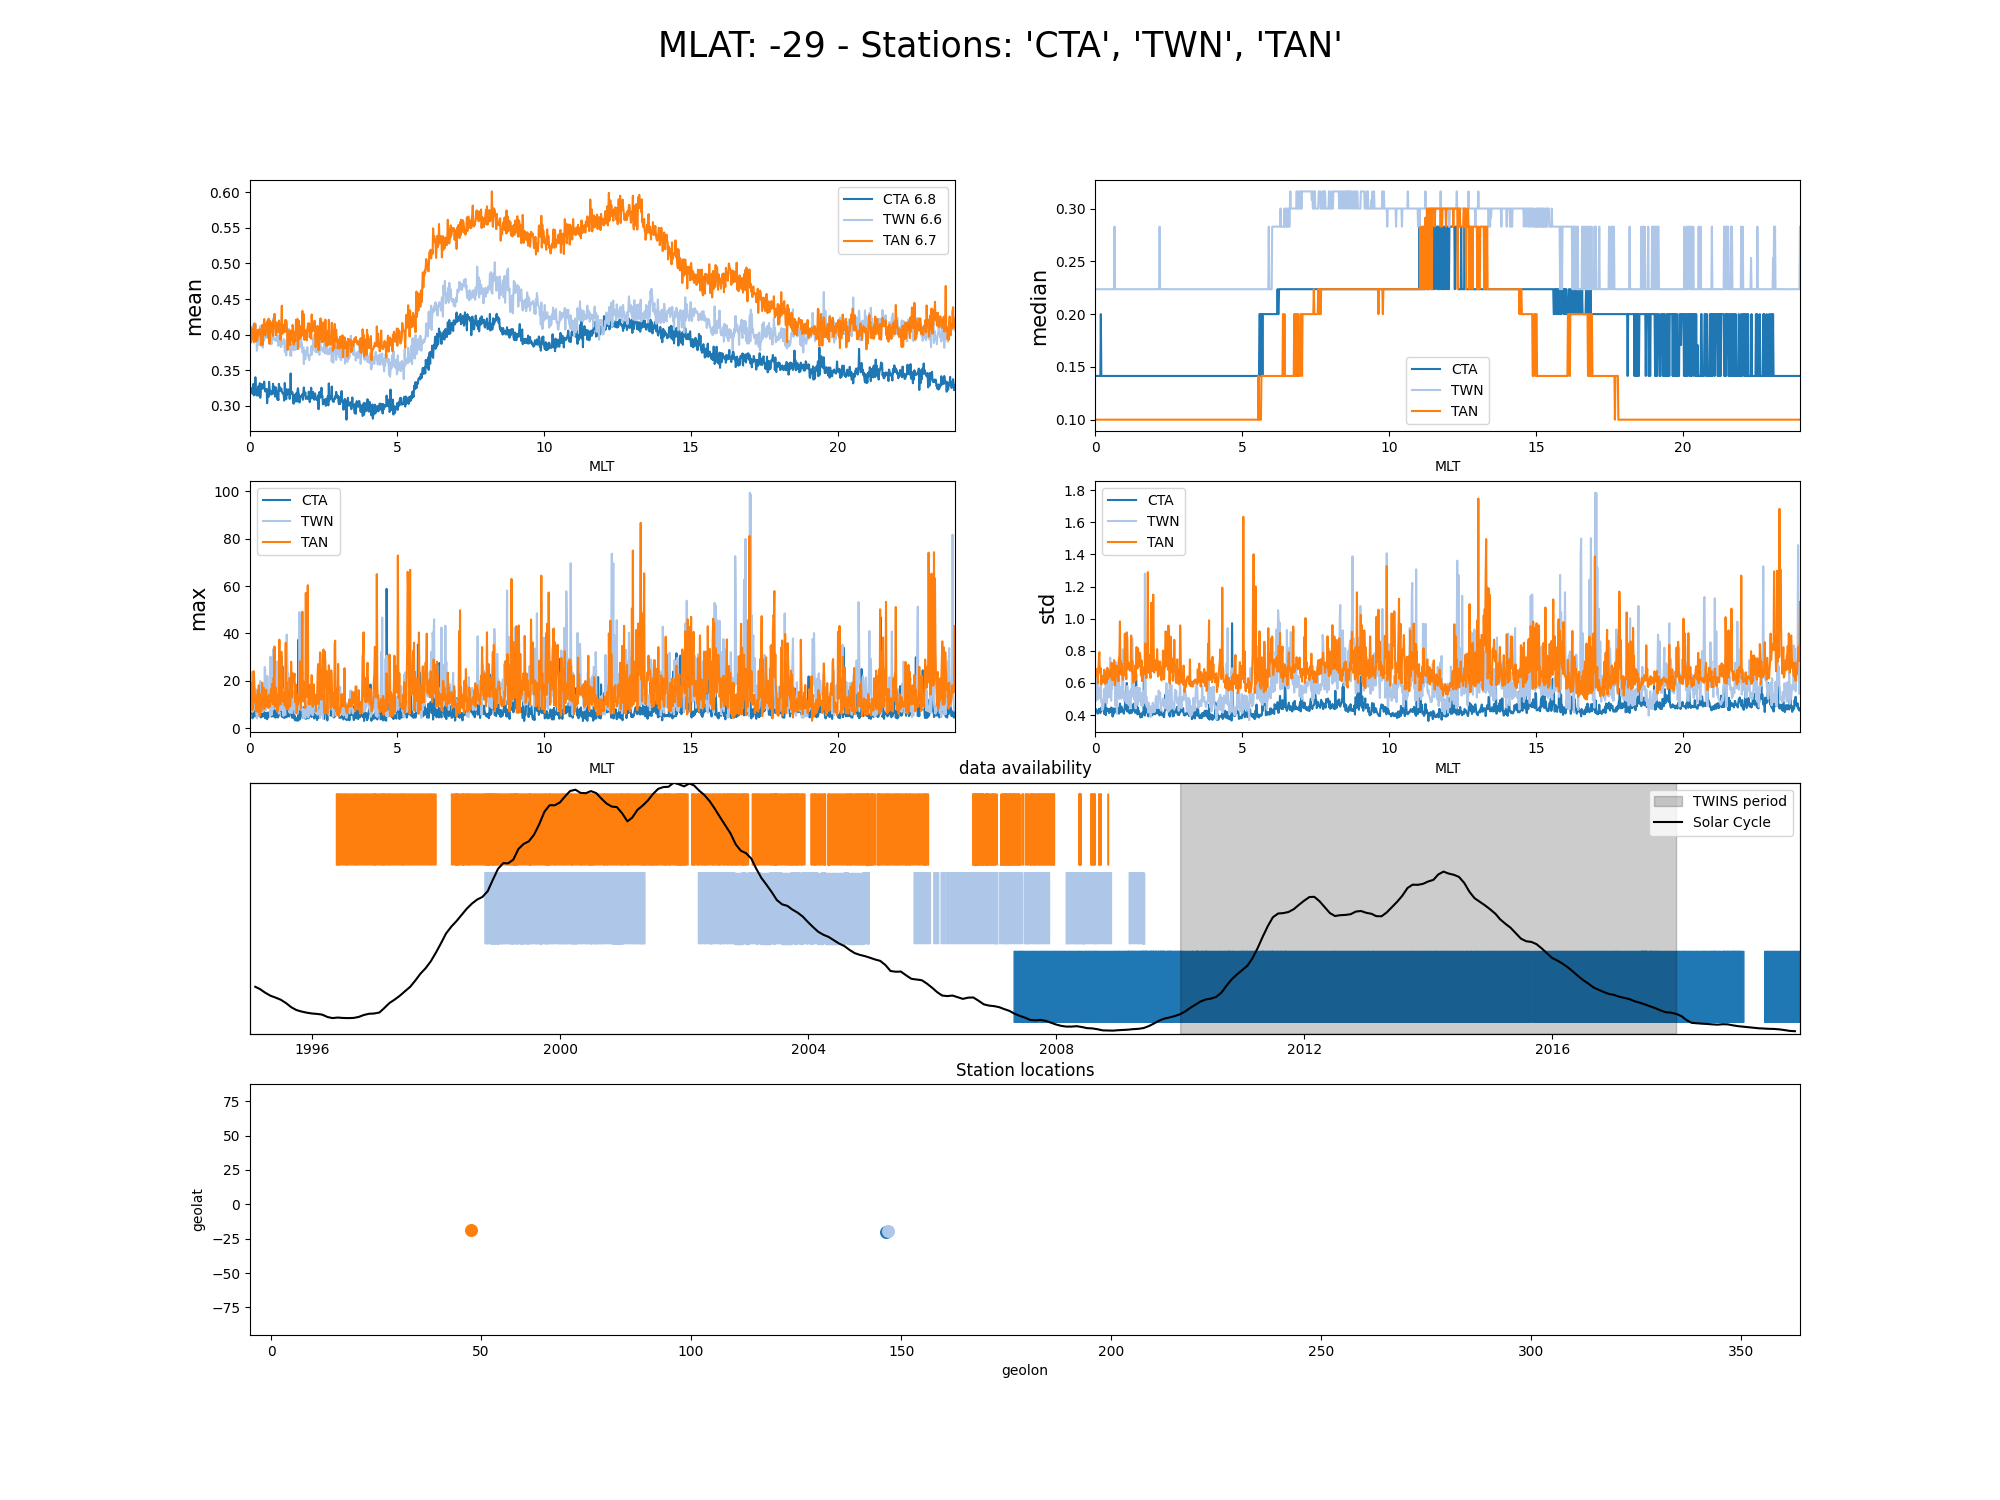 MLAT: -29 - Stations: 'CTA', 'TWN', 'TAN'
mean
0.60
0.55
0.50
0.45
0.40
0.35
0.30
CTA 6.8
TWN 6.6
TAN 6.7
0 5 10 15 20
MLT
median
0.30
0.25
0.20
0.15
0.10
CTA
TWN
TAN
0 5 10 15 20
MLT
max
100
80
60
40
20
0
CTA
TWN
TAN
0 5 10 15 20
MLT
std
1.8
1.6
1.4
1.2
1.0
0.8
0.6
0.4
CTA
TWN
TAN
0 5 10 15 20
MLT
data availability
TWINS period
Solar Cycle
1996 2000 2004 2008 2012 2016
Station locations
geolat
75
50
25
0
−25
−50
−75
0 50 100 150 200 250 300 350
geolon